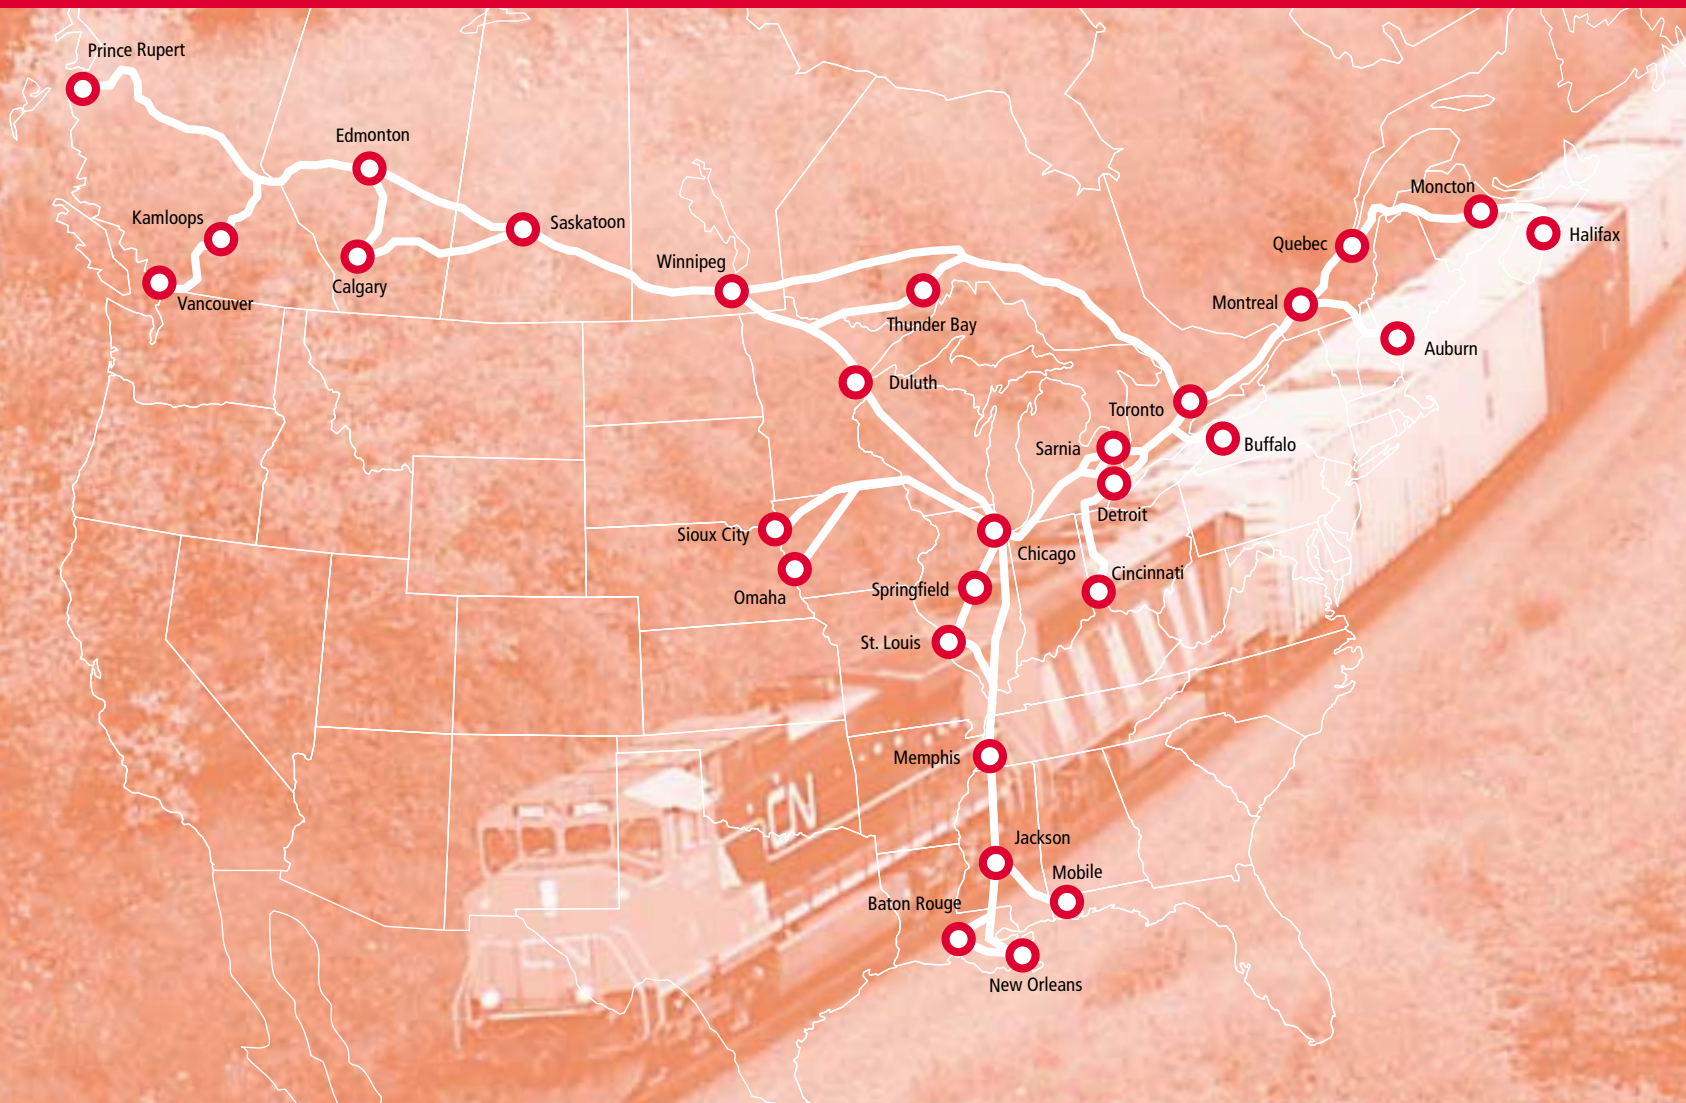 Prince Rupert
Edmonton
Kamloops
Saskatoon
Calgary
Vancouver
Winnipeg
Thunder Bay
Duluth
Moncton
Quebec
Halifax
Montreal
Auburn
Toronto
Sarnia
Buffalo
Detroit
Sioux City
Chicago
Omaha
Springfield
Cincinnati
St. Louis
Memphis
CN
Jackson
Mobile
Baton Rouge
CN
New Orleans